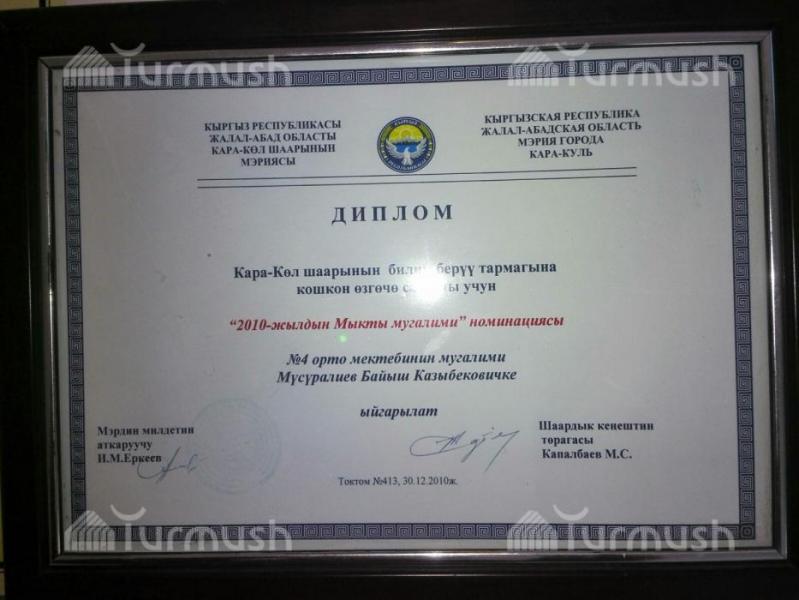 Turmush
Turmush
КЫРГЫЗ РЕСПУБЛИКАСЫ
ЖАЛАЛ-АБАД ОБЛАСТЫ
КАРА-КӨЛ ШААРЫНЫН
МЭРИЯСЫ
КЫРГЫЗСКАЯ РЕСПУБЛИКА
ЖАЛАЛ-АБАДСКАЯ ОБЛАСТЬ
МЭРИЯ ГОРОДА
КАРА-КУЛЬ
ДИПЛОМ
Кара-Көл шаарынын берүү тармагына
кошкон өзгөчө учун
“2010-жылдын Мыкты мугалими” номинациясы
№4 орто мектебинин мугалими
Мүсүралиев Байыш Казыбековичке
ыйгарылат
Мэрдин милдетин
аткаруучу
И.М.Еркеев
Шаардык кенештин
төрагасы
Капалбаев М.С.
Токтом №413, 30.12.2010ж.
Turmush
Turmush